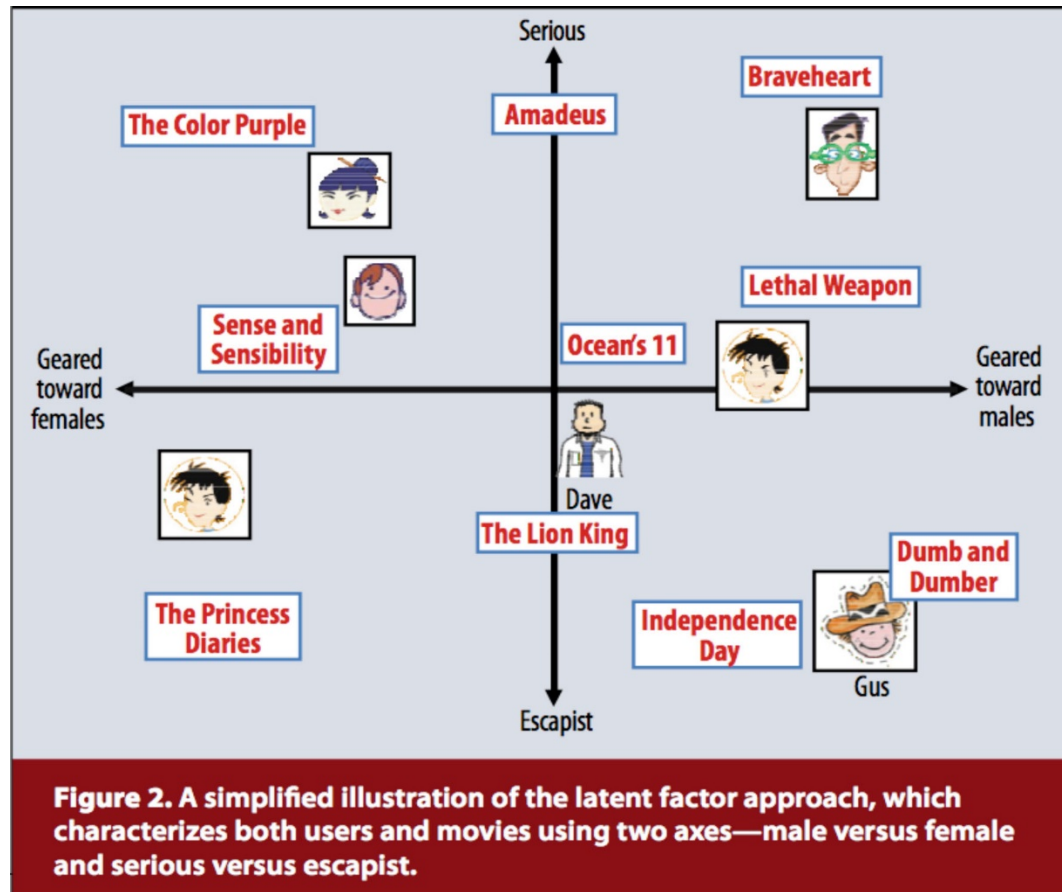 Serious
Braveheart
The Color Purple
Amadeus
Lethal Weapon
Sense and
Sensibility
Ocean's 11
Geared
toward
females
Geared
toward
males
Dave
The Lion King
Dumb and
Dumber
The Princess
Diaries
Independence
Day
Gus
Escapist
Figure 2. A simplified illustration of the latent factor approach, which
characterizes both users and movies using two axes—male versus female
and serious versus escapist.